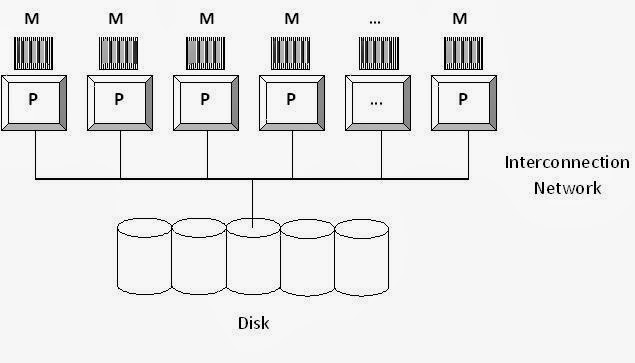 M M M M ... M
P P P P ... P
Interconnection
Network
Disk